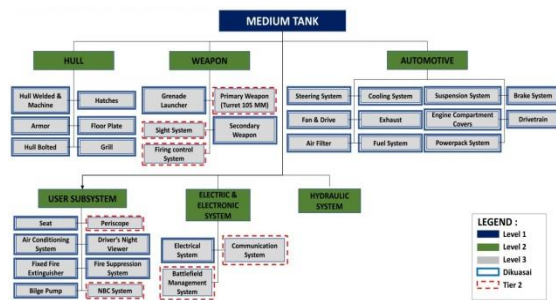 MEDIUM TANK
HULL
WEAPON
AUTOMOTIVE
Hull Welded &
Machine
Hatches
Armor
Floor Plate
Hull Bolted
Grill
Grenade
Launcher
Primary Weapon
(Turret 105 MM)
Sight System
Secondary
Weapon
Firing control
System
Steering System
Cooling System
Suspension System
Brake System
Fan & Drive
Exhaust
Engine Compartment
Covers
Drivetrain
Air Filter
Fuel System
Powerpack System
USER SUBSYSTEM
ELECTRIC &
ELECTRONIC
SYSTEM
HYDRAULIC
SYSTEM
Seat
Periscope
Air Conditioning
System
Driver's Night
Viewer
Fixed Fire
Extinguisher
Fire Suppression
System
Bilge Pump
NBC System
Electrical
System
Communication
System
Battlefield
Management
System
LEGEND :
Level 1
Level 2
Level 3
Dikuasai
Tier 2